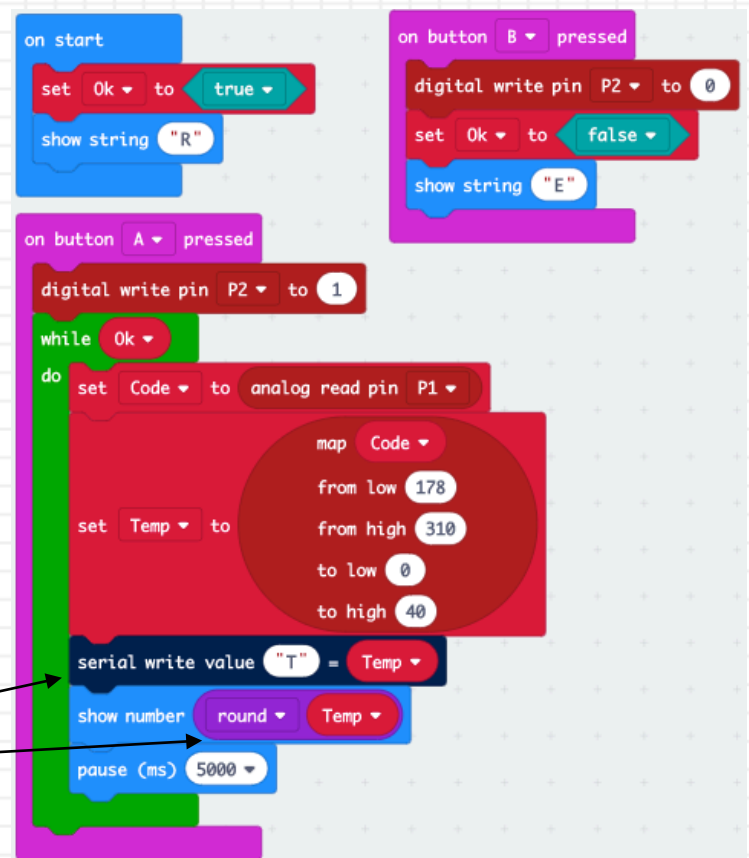 on start
set Ok to true
show string "R"
on button B pressed
digital write pin P2 to 0
set Ok to false
show string "E"
on button A pressed
digital write pin P2 to 1
while Ok
do
set Code to analog read pin P1
set Temp to
map Code
from low 178
from high 310
to low 0
to high 40
serial write value "T" = Temp
show number round Temp
pause (ms) 5000